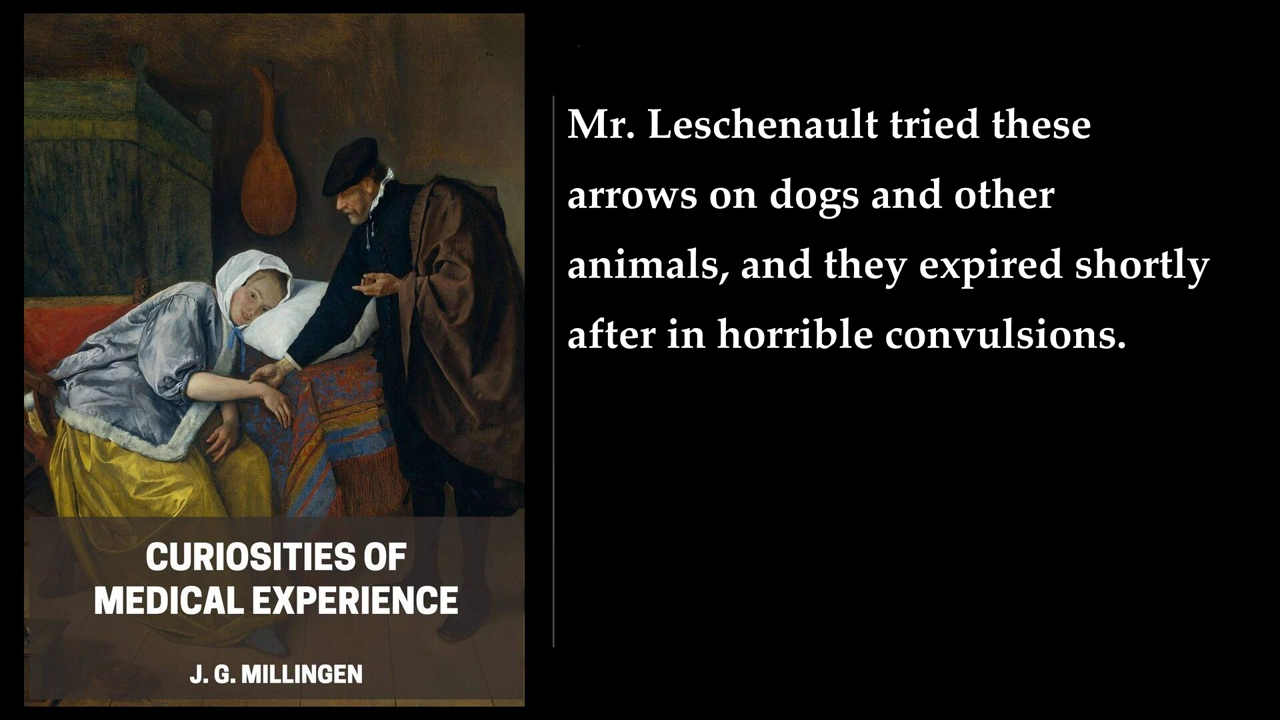 Mr. Leschenault tried these
arrows on dogs and other
animals, and they expired shortly
after in horrible convulsions.
CURIOSITIES OF
MEDICAL EXPERIENCE
J. G. MILLINGEN